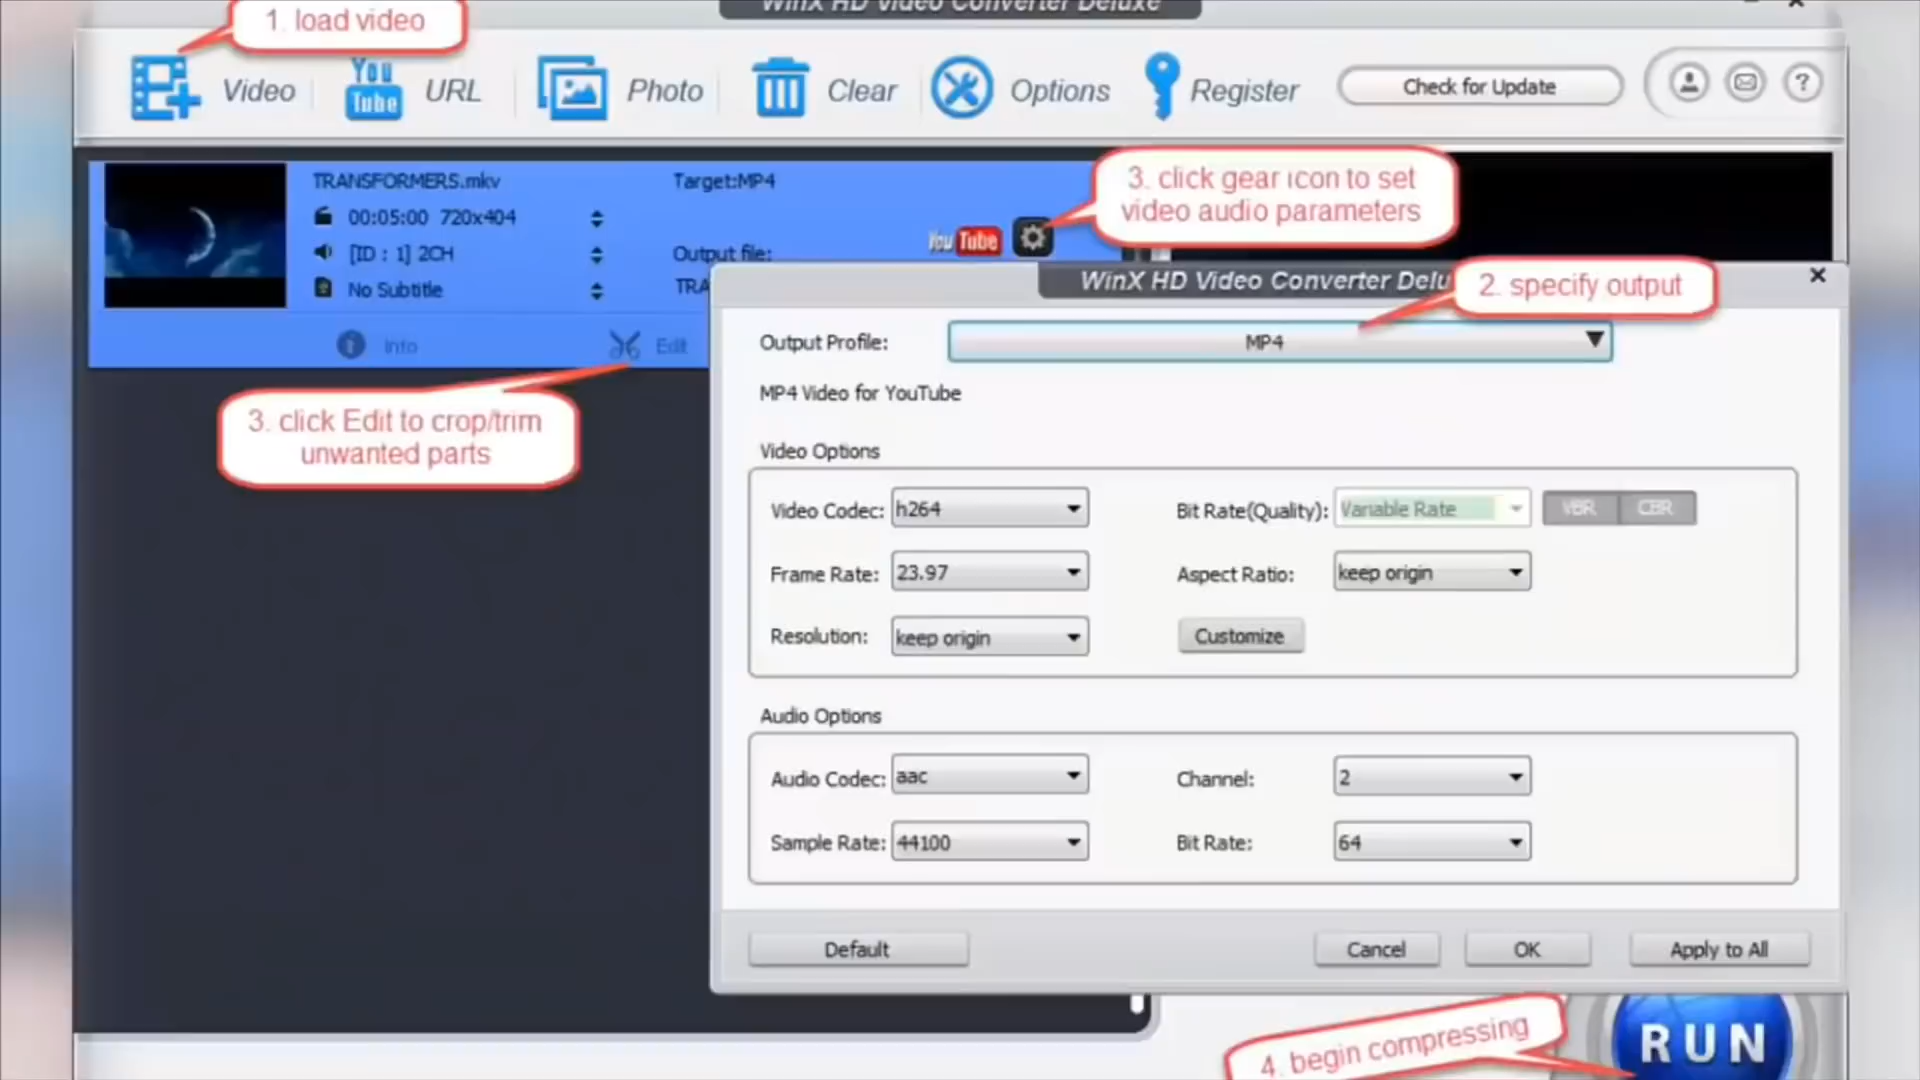 WinX HD Video Converter Deluxe
1. load video
Video
You
Tube
URL
Photo
Clear
Options
Register
Check for Update
?
TRANSFORMERS.mkv
00:05:00 720x404
[ID : 1] 2CH
No Subtitle
Info
Edit
Target:MP4
Output file:
TRA
You Tube
3. click gear icon to set
video audio parameters
3. click Edit to crop/trim
unwanted parts
WinX HD Video Converter Delu
2. specify output
Output Profile:
MP4
MP4 Video for YouTube
Video Options
Video Codec: h264
Bit Rate(Quality): Variable Rate VBR CBR
Frame Rate: 23.97
Aspect Ratio: keep origin
Resolution: keep origin
Customize
Audio Options
Audio Codec: aac
Channel: 2
Sample Rate: 44100
Bit Rate: 64
Default
Cancel
OK
Apply to All
4. begin compressing
RUN